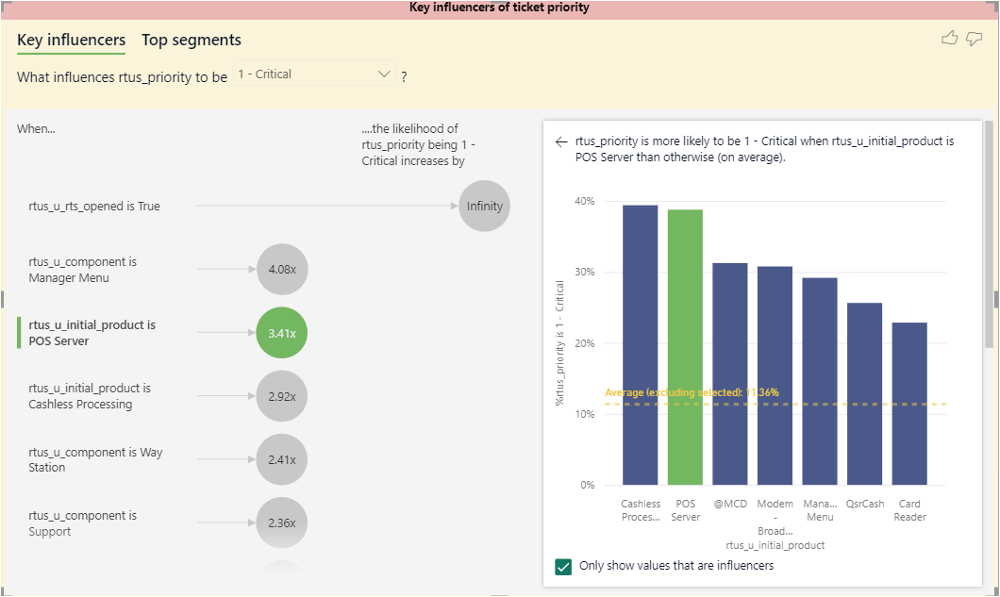 Key influencers of ticket priority
Key influencers Top segments
What influences rtus_priority to be 1 - Critical ?
When...
....the likelihood of
rtus_priority being 1 -
Critical increases by
rtus_u_rts_opened is True
Infinity
rtus_u_component is
Manager Menu
4.08x
rtus_u_initial_product is
POS Server
3.41x
rtus_u_initial_product is
Cashless Processing
2.92x
rtus_u_component is Way
Station
2.41x
rtus_u_component is
Support
2.36x
rtus_priority is more likely to be 1 - Critical when rtus_u_initial_product is
POS Server than otherwise (on average).
%rtus_priority is 1 - Critical
40%
30%
20%
10%
0%
Average (excluding selected): 11.36%
Cashless
Proces...
POS
Server
@MCD
Modem
-
Broad...
Mana...
Menu
QsrCash
Card
Reader
rtus_u_initial_product
Only show values that are influencers